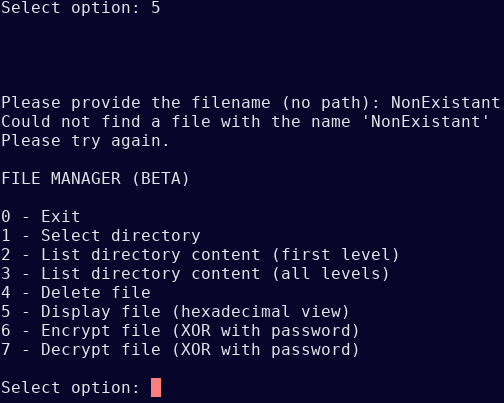 Select option: 5
Please provide the filename (no path): NonExistant
Could not find a file with the name 'NonExistant'
Please try again.
FILE MANAGER (BETA)
0 - Exit
1 - Select directory
2 - List directory content (first level)
3 - List directory content (all levels)
4 - Delete file
5 - Display file (hexadecimal view)
6 - Encrypt file (XOR with password)
7 - Decrypt file (XOR with password)
Select option: